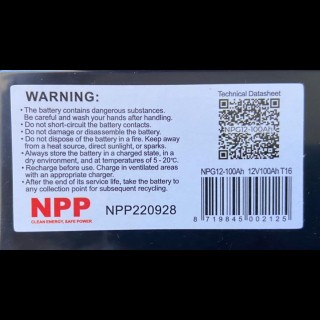 WARNING:
• The battery contains dangerous substances.
Be careful and wash your hands after handling.
• Do not short-circuit the battery contacts.
• Do not damage or disassemble the battery.
• Do not dispose of the battery in a fire. Keep away
from a heat source, direct sunlight, or sparks.
• Always store the battery in a charged state, in a
dry environment, and at temperatures of 5 - 20℃.
• Recharge before use. Charge in ventilated areas
with an appropriate charger.
• After the end of its service life, take the battery to
any collection point for subsequent recycling.
NPP
CLEAN ENERGY, SAFE POWER
NPP220928
Technical Datasheet
NPG12-100Ah
NPG12-100Ah 12V100Ah T16
8 719845 002125